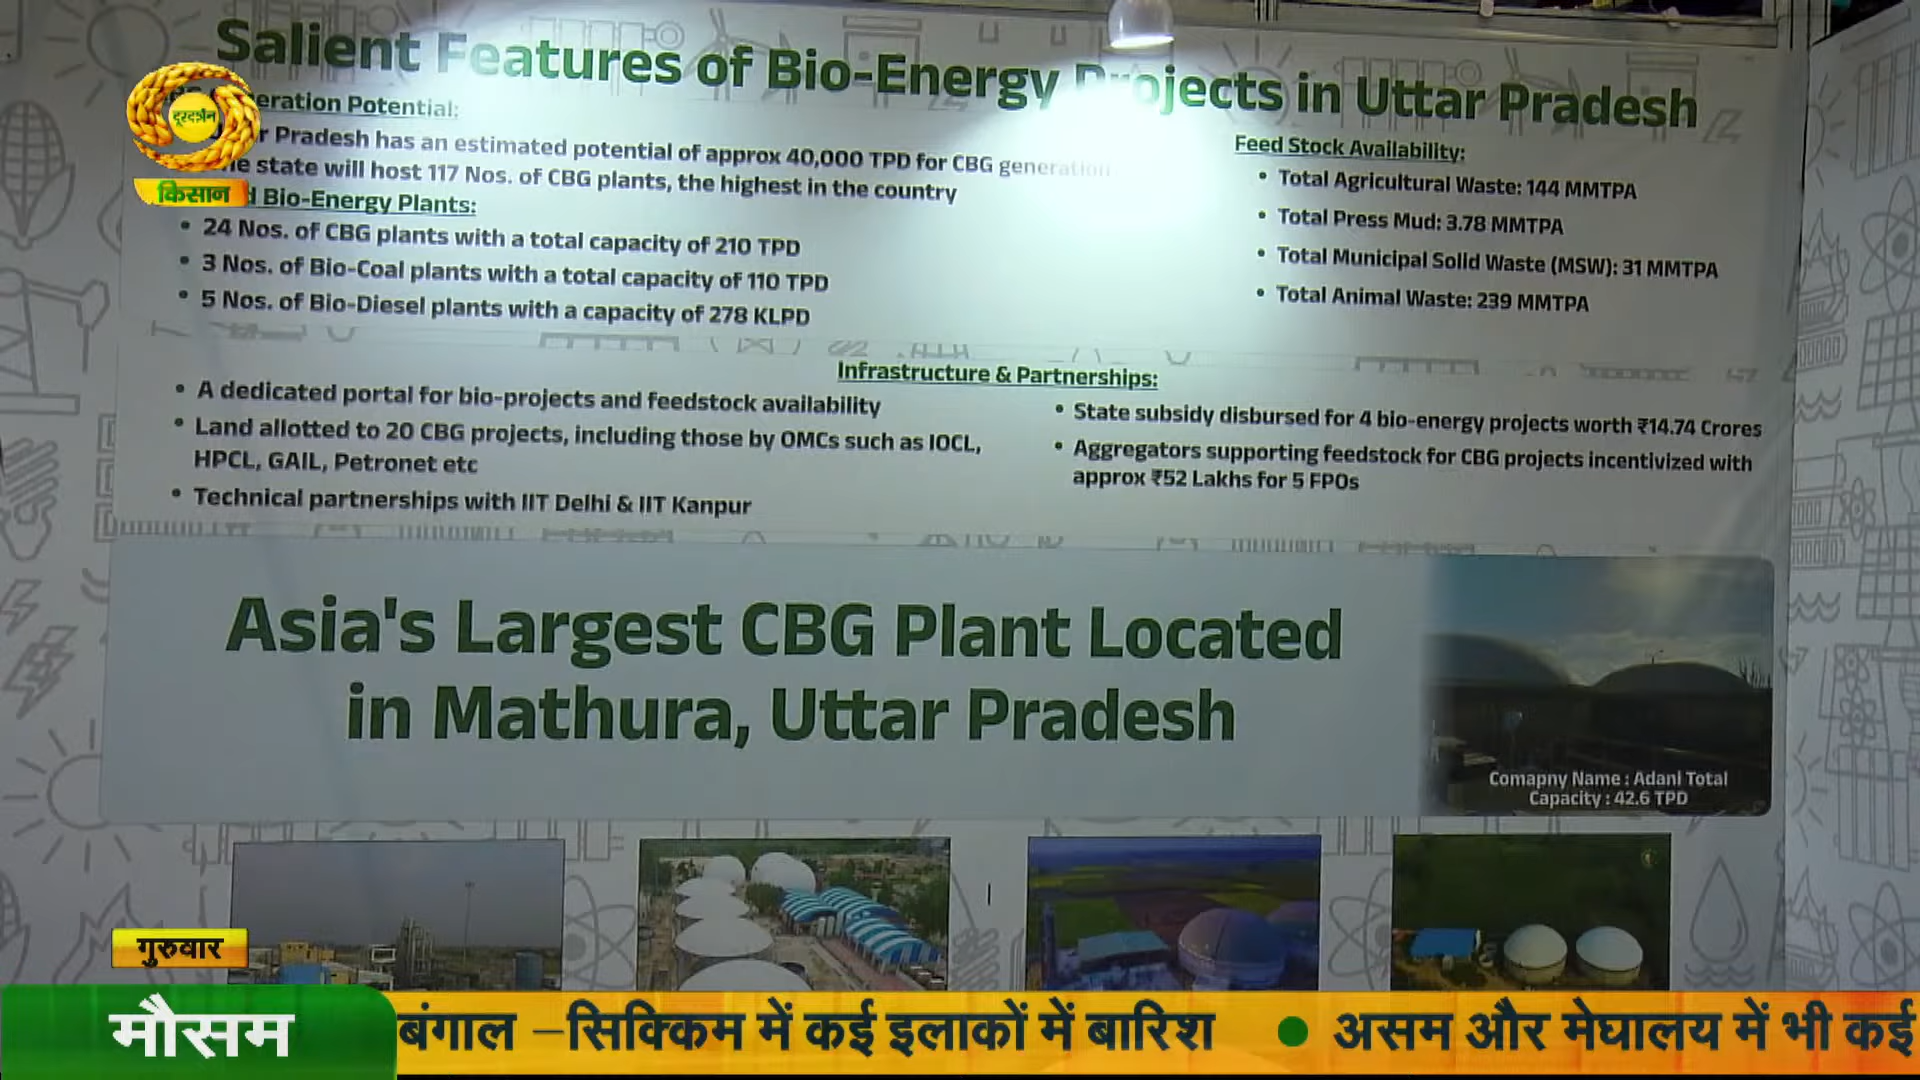 Salient Features of Bio-Energy Projects in Uttar Pradesh
दूरदर्शन
किसान
eration Potential:
r Pradesh has an estimated potential of approx 40,000 TPD for CBG generation
e state will host 117 Nos. of CBG plants, the highest in the country
d Bio-Energy Plants:
• 24 Nos. of CBG plants with a total capacity of 210 TPD
• 3 Nos. of Bio-Coal plants with a total capacity of 110 TPD
• 5 Nos. of Bio-Diesel plants with a capacity of 278 KLPD
Feed Stock Availability:
• Total Agricultural Waste: 144 MMTPA
• Total Press Mud: 3.78 MMTPA
• Total Municipal Solid Waste (MSW): 31 MMTPA
• Total Animal Waste: 239 MMTPA
Infrastructure & Partnerships:
• A dedicated portal for bio-projects and feedstock availability
• Land allotted to 20 CBG projects, including those by OMCs such as IOCL,
HPCL, GAIL, Petronet etc
• Technical partnerships with IIT Delhi & IIT Kanpur
• State subsidy disbursed for 4 bio-energy projects worth ₹14.74 Crores
• Aggregators supporting feedstock for CBG projects incentivized with
approx ₹52 Lakhs for 5 FPOs
Asia's Largest CBG Plant Located
in Mathura, Uttar Pradesh
Comapny Name : Adani Total
Capacity : 42.6 TPD
गुरुवार
मौसम
बंगाल –सिक्किम में कई इलाकों में बारिश ● असम और मेघालय में भी कई